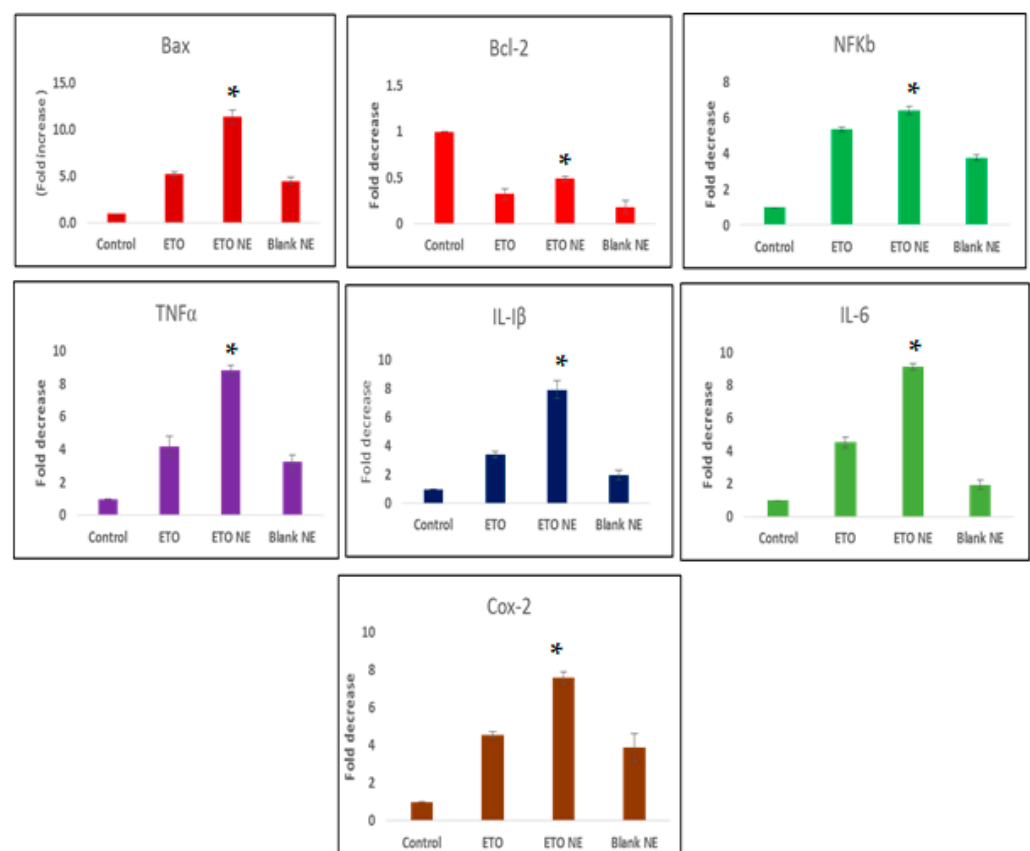 Bax
(Fold increase)
15.0
10.0
5.0
0.0
*
Control ETO ETO NE Blank NE
Bcl-2
Fold decrease
1.5
1
0.5
0
*
Control ETO ETO NE Blank NE
NFKb
Fold decrease
8
6
4
2
0
*
Control ETO ETO NE Blank NE
TNFα
Fold decrease
10
8
6
4
2
0
*
Control ETO ETO NE Blank NE
IL-Iβ
Fold decrease
10
8
6
4
2
0
*
Control ETO ETO NE Blank NE
IL-6
Fold decrease
10
8
6
4
2
0
*
Control ETO ETO NE Blank NE
Cox-2
Fold decrease
10
8
6
4
2
0
*
Control ETO ETO NE Blank NE